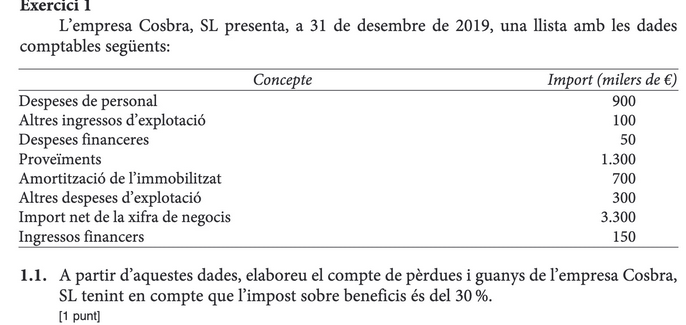 Exercici 1
L'empresa Cosbra, SL presenta, a 31 de desembre de 2019, una llista amb les dades
comptables següents:
Concepte Import (milers de €)
Despeses de personal 900
Altres ingressos d'explotació 100
Despeses financeres 50
Proveïments 1.300
Amortització de l'immobilitzat 700
Altres despeses d'explotació 300
Import net de la xifra de negocis 3.300
Ingressos financers 150
1.1. A partir d'aquestes dades, elaboreu el compte de pèrdues i guanys de l'empresa Cosbra,
SL tenint en compte que l'impost sobre beneficis és del 30 %.
[1 punt]